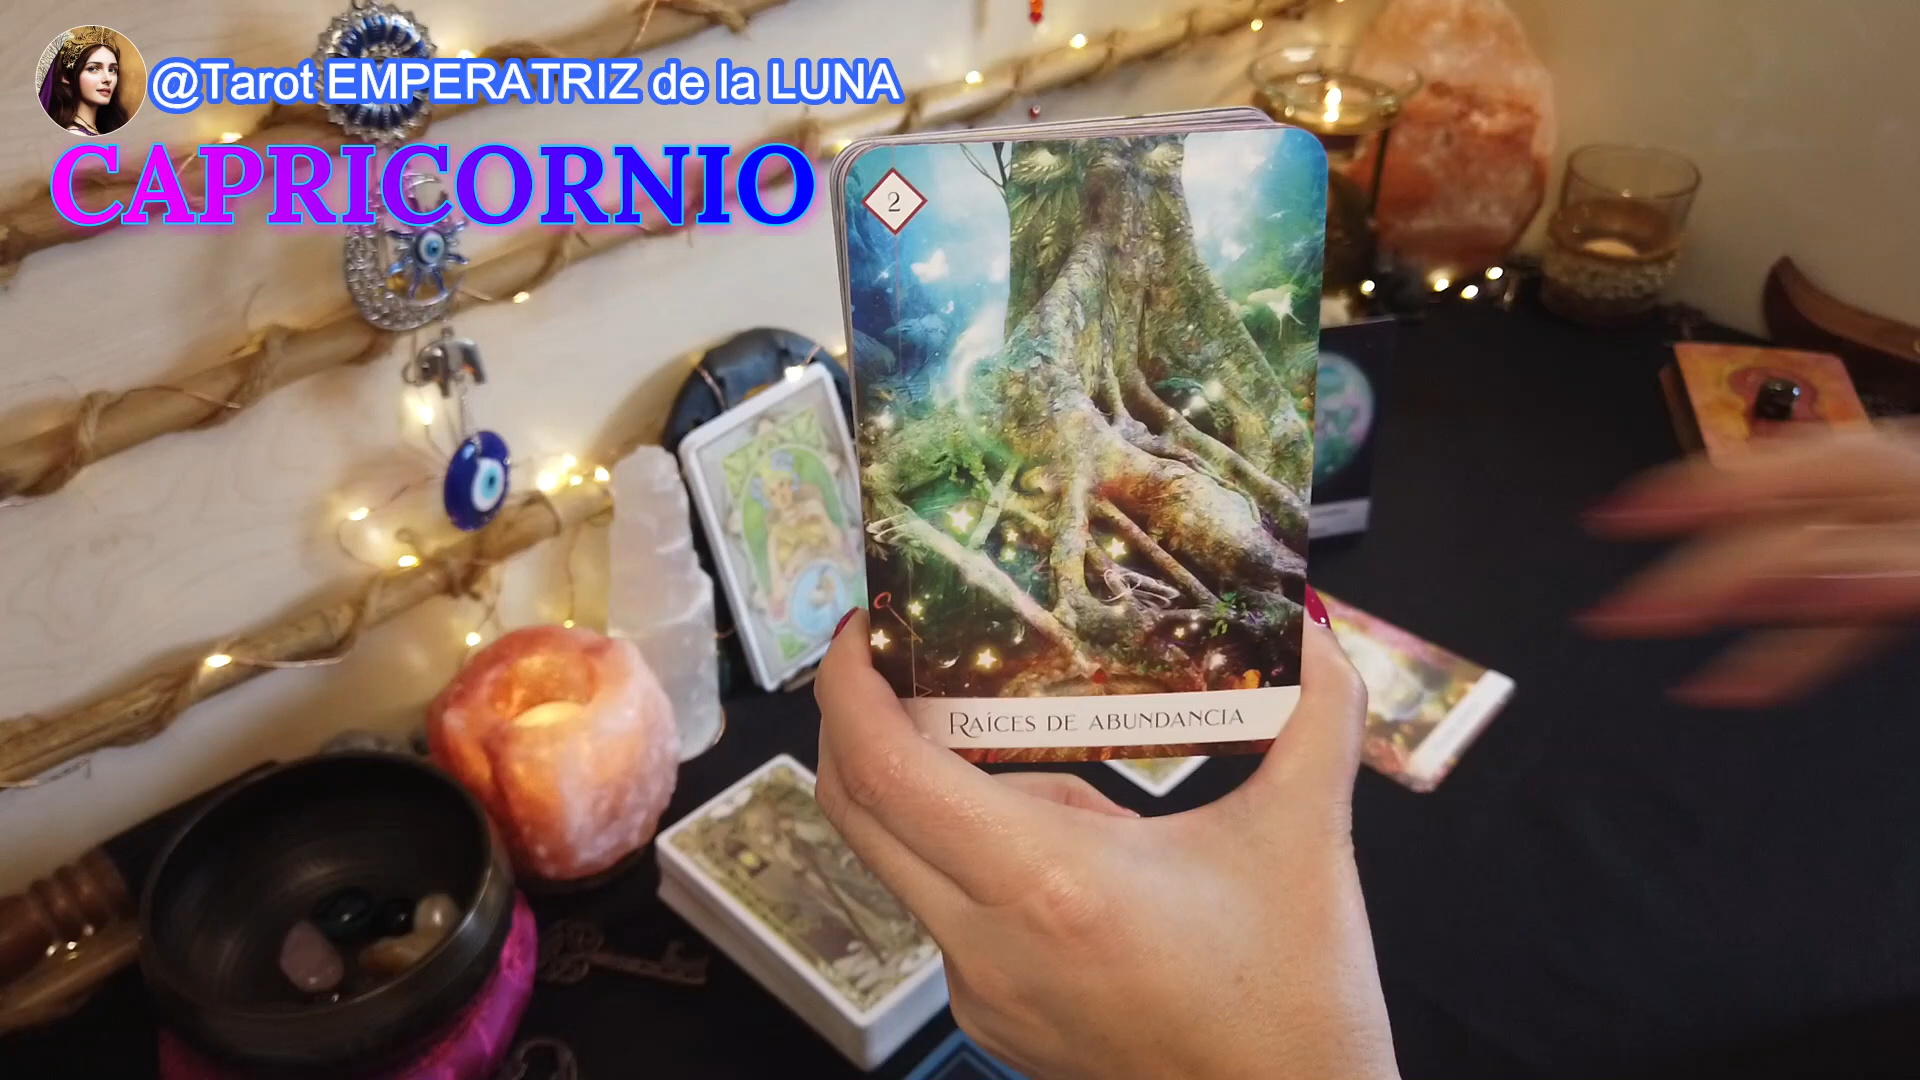 @Tarot EMPERATRIZ de la LUNA
CAPRICORNIO
2
RAÍCES DE ABUNDANCIA